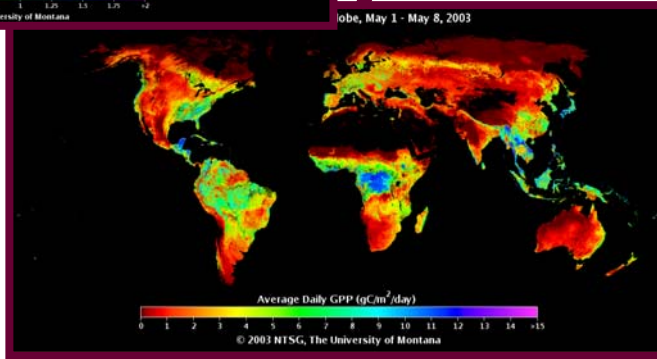 1 1.25 1.5 1.75 >2
ersity of Montana
lobe, May 1 - May 8, 2003
Average Daily GPP (gC/m²/day)
0 1 2 3 4 5 6 7 8 9 10 11 12 13 14 >15
© 2003 NTSG, The University of Montana